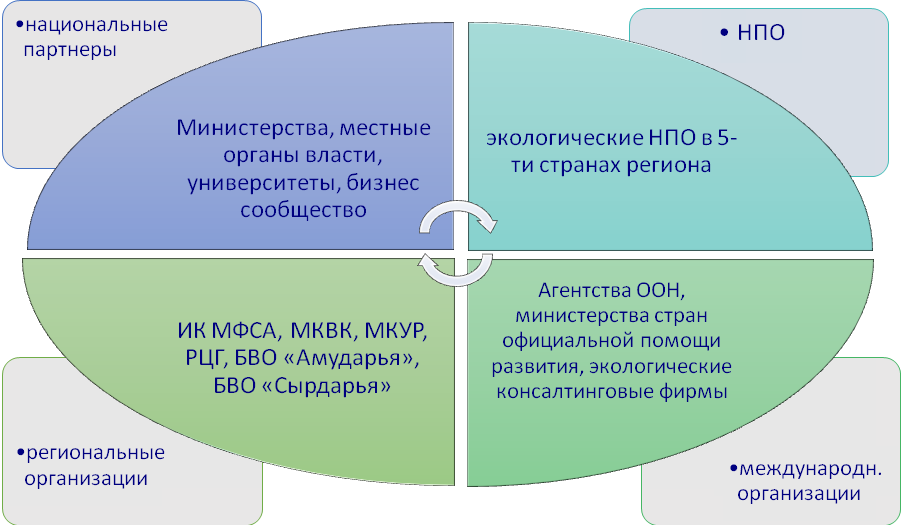 •национальные
партнеры
Министерства, местные
органы власти,
университеты, бизнес
сообщество
• НПО
экологические НПО в 5-
ти странах региона
ИК МФСА, МКВК, МКУР,
РЦГ, БВО «Амударья»,
БВО «Сырдарья»
•региональные
организации
Агентства ООН,
министерства стран
официальной помощи
развития, экологические
консалтинговые фирмы
•международн.
организации